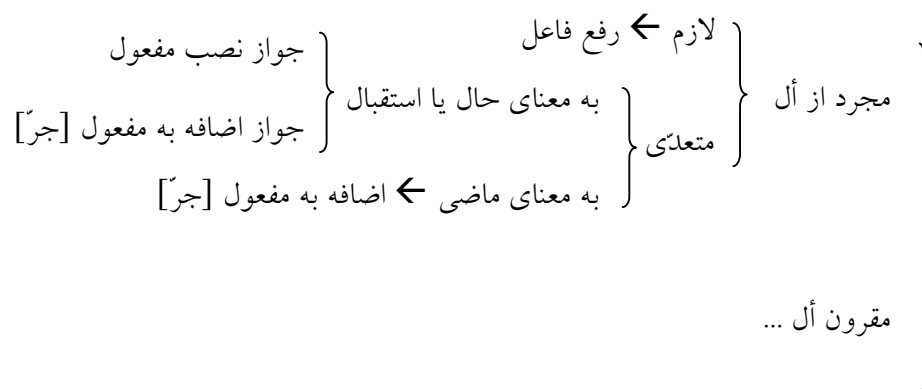 لازم ← رفع فاعل
جواز نصب مفعول
مجرد از أل
به معنای حال یا استقبال
جواز اضافه به مفعول [جرّ]
متعدّی
به معنای ماضی ← اضافه به مفعول [جرّ]
مقرون أل ...